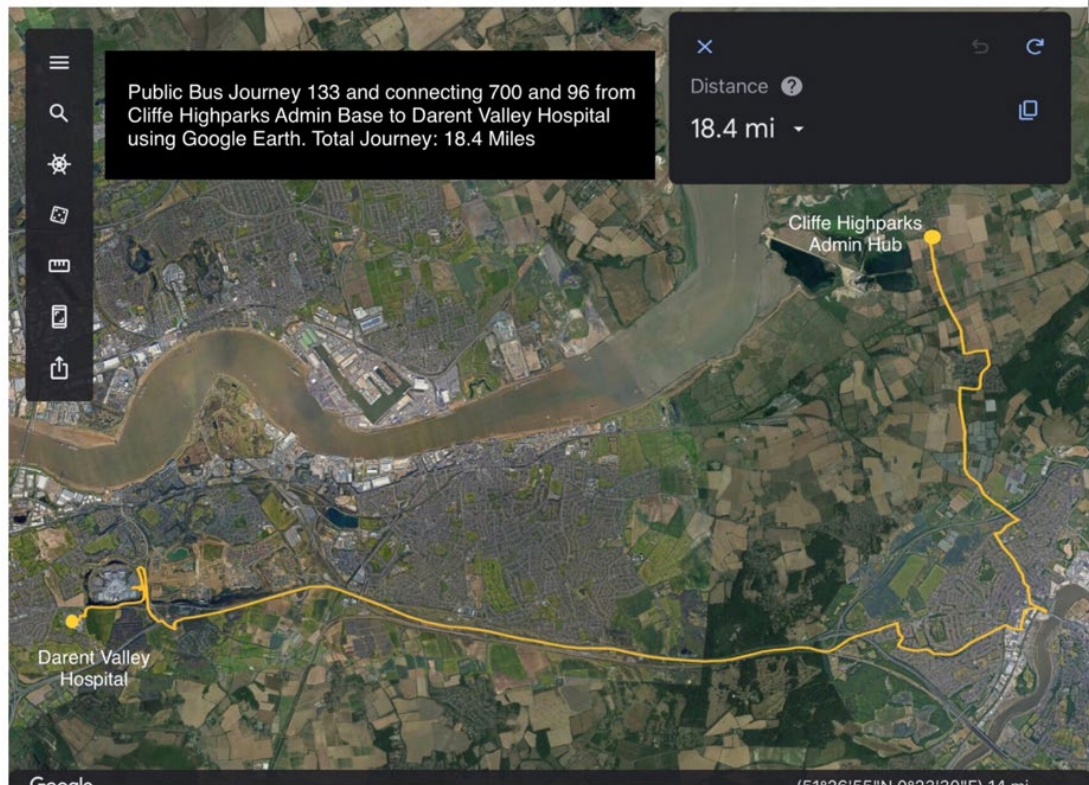 Public Bus Journey 133 and connecting 700 and 96 from
Cliffe Highparks Admin Base to Darent Valley Hospital
using Google Earth. Total Journey: 18.4 Miles
Distance ?
18.4 mi
Cliffe Highparks
Admin Hub
Darent Valley
Hospital
Google
14 mi